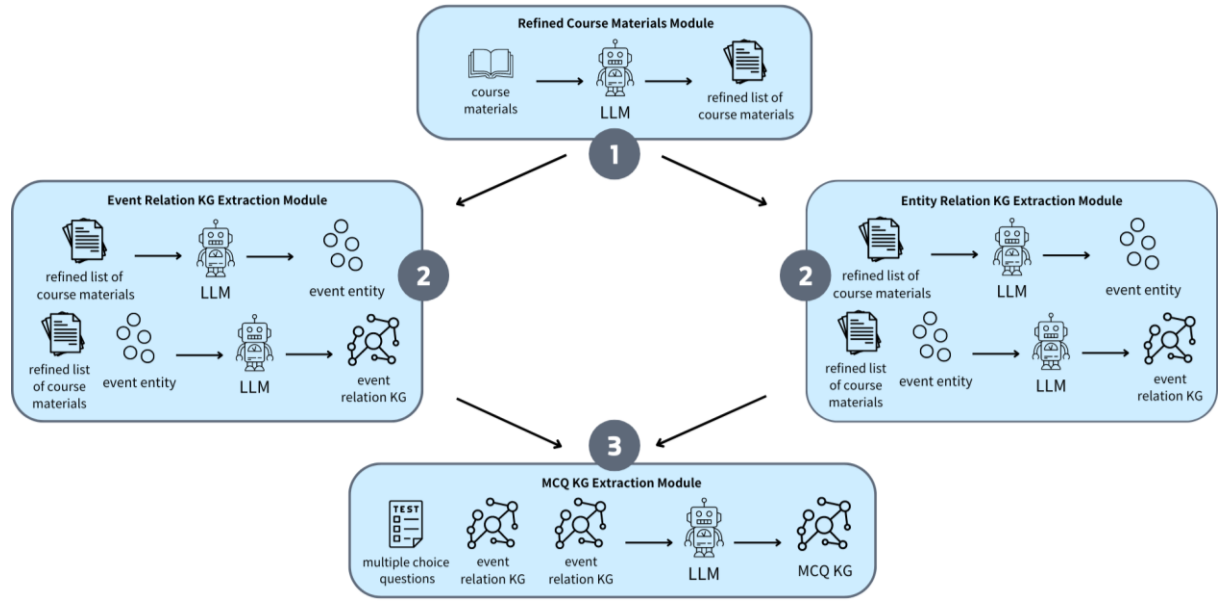 Refined Course Materials Module
course
materials
LLM
refined list of
course materials
1
Event Relation KG Extraction Module
refined list of
course materials
LLM
event entity
refined list
of course
materials
event entity
LLM
event
relation KG
2
Entity Relation KG Extraction Module
refined list of
course materials
LLM
event entity
refined list
of course
materials
event entity
LLM
event
relation KG
2
3
MCQ KG Extraction Module
TEST
multiple choice
questions
event
relation KG
event
relation KG
LLM
MCQ KG